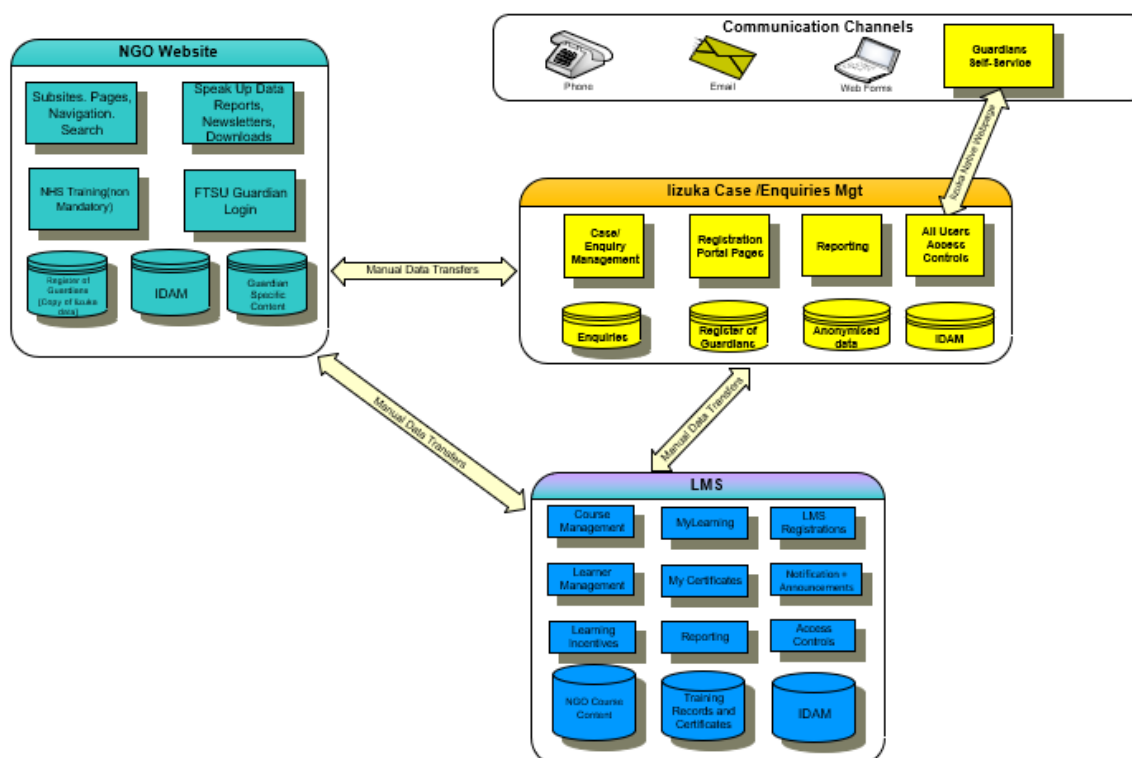 Communication Channels
Phone
Email
Web Forms
Guardians
Self-Service
NGO Website
Subsites. Pages,
Navigation.
Search
Speak Up Data
Reports,
Newsletters,
Downloads
NHS Training(non
Mandatory)
FTSU Guardian
Login
Register of
Guardians
(Copy of Iizuka
data)
IDAM
Guardian
Specific
Content
Iizuka Native Webpage
Manual Data Transfers
Iizuka Case /Enquiries Mgt
Case/
Enquiry
Management
Registration
Portal Pages
Reporting
All Users
Access
Controls
Enquiries
Register of
Guardians
Anonymised
data
IDAM
Manual Data Transfers
Manual Data Transfers
LMS
Course
Management
MyLearning
LMS
Registrations
Learner
Management
My Certificates
Notification +
Announcements
Learning
Incentives
Reporting
Access
Controls
NGO Course
Content
Training
Records and
Certificates
IDAM